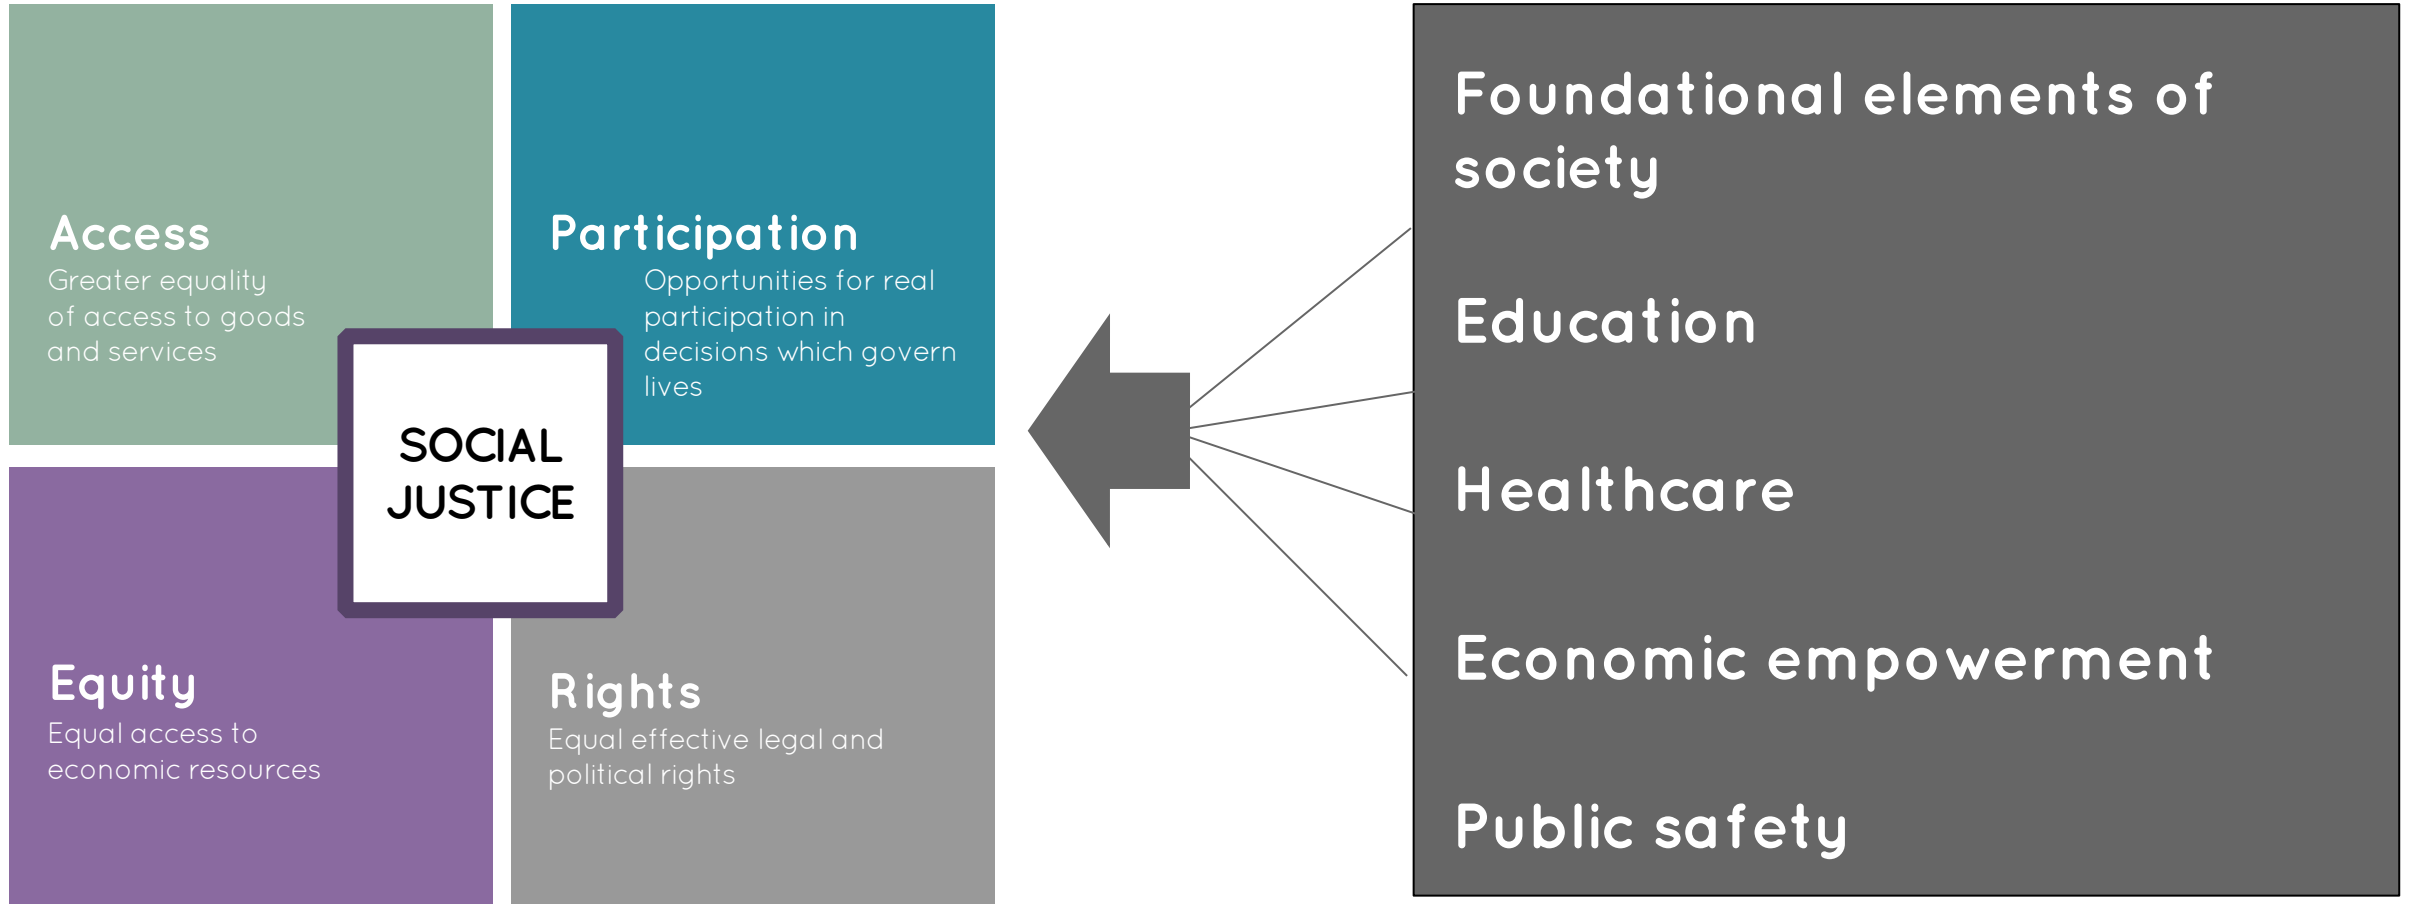 Access
Greater equality
of access to goods
and services
Participation
Opportunities for real
participation in
decisions which govern
lives
SOCIAL
JUSTICE
Equity
Equal access to
economic resources
Rights
Equal effective legal and
political rights
Foundational elements of
society
Education
Healthcare
Economic empowerment
Public safety